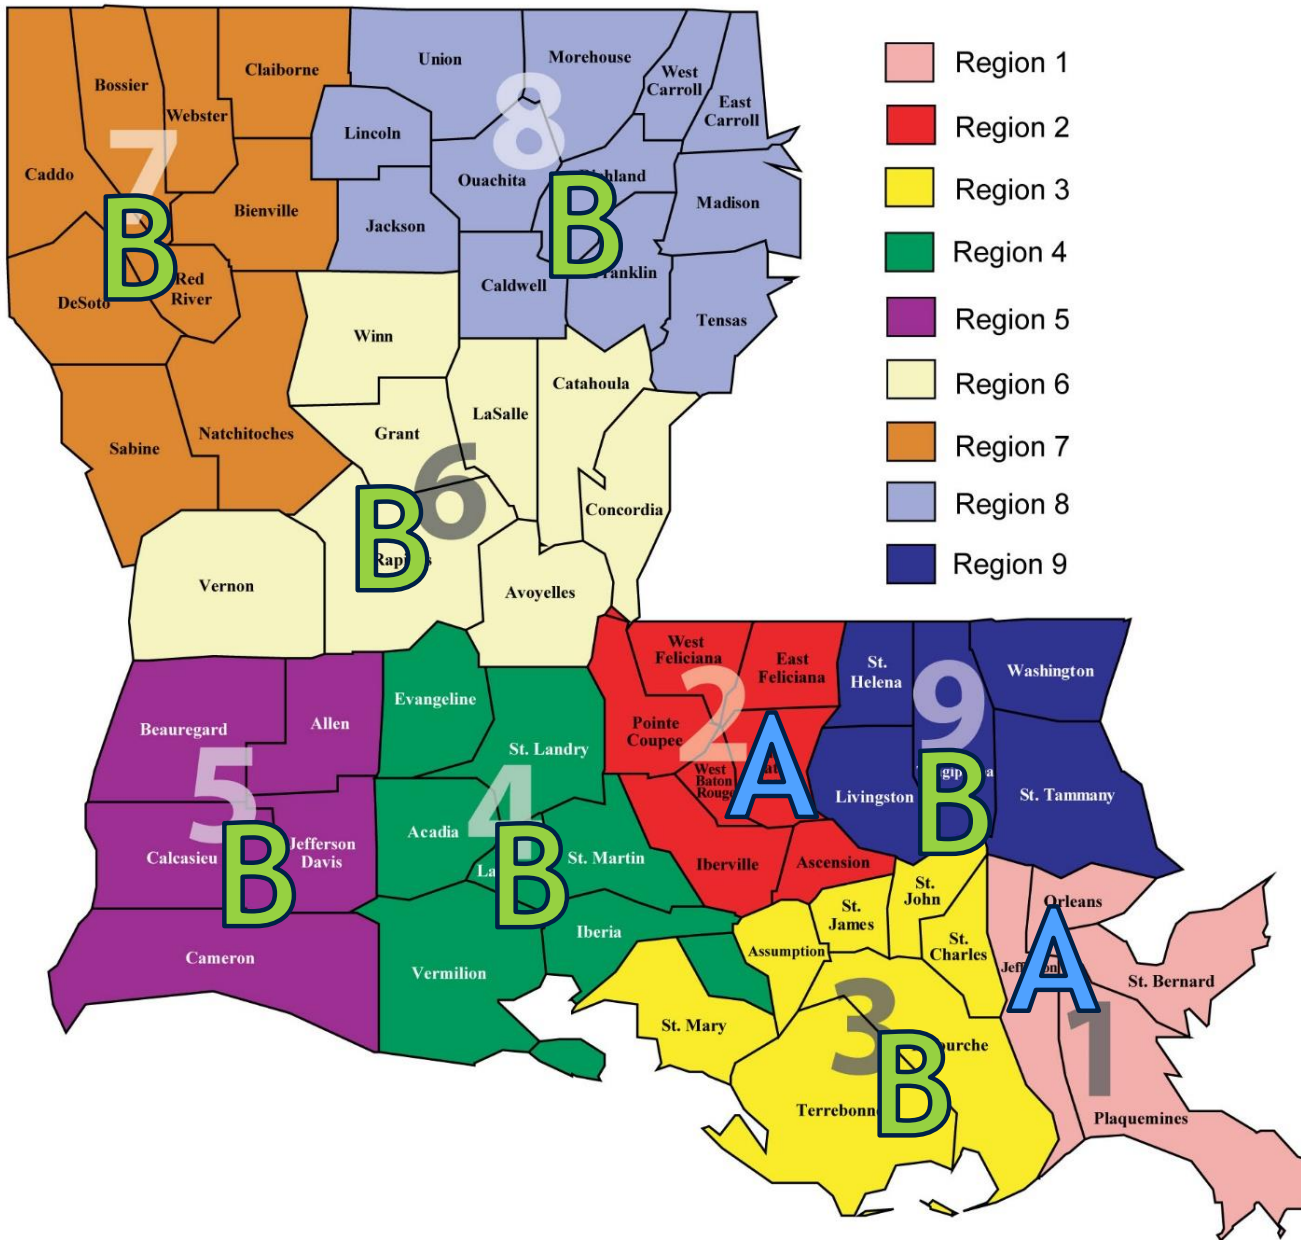 Union
Morehouse
Region 1
Claiborne
West
Carroll
Bossier
8
East
Carroll
Webster
Lincoln
Region 2
7
Caddo
Ouachita
Region 3
Bienville
Madison
Jackson
B
B
Region 4
Red
River
Caldwell
DeSoto
Tensas
Region 5
Winn
Catahoula
Region 6
LaSalle
Natchitoches
Grant
Sabine
Region 7
6
Concordia
Region 8
B
Region 9
Vernon
Avoyelles
West
Feliciana
East
Feliciana
St.
Helena
Washington
Evangeline
2
9
Beauregard
Allen
Pointe
Coupee
St. Landry
5
A
West
Baton
Rouge
Livingston
B
St. Tammany
4
Acadia
Calcasieu
B
Jefferson
Davis
B
St. Martin
Iberville
Ascension
St.
John
Orleans
St.
James
Iberia
Cameron
Assumption
St.
Charles
A
Vermilion
St. Bernard
St. Mary
3
1
B
Terrebonne
Plaquemines